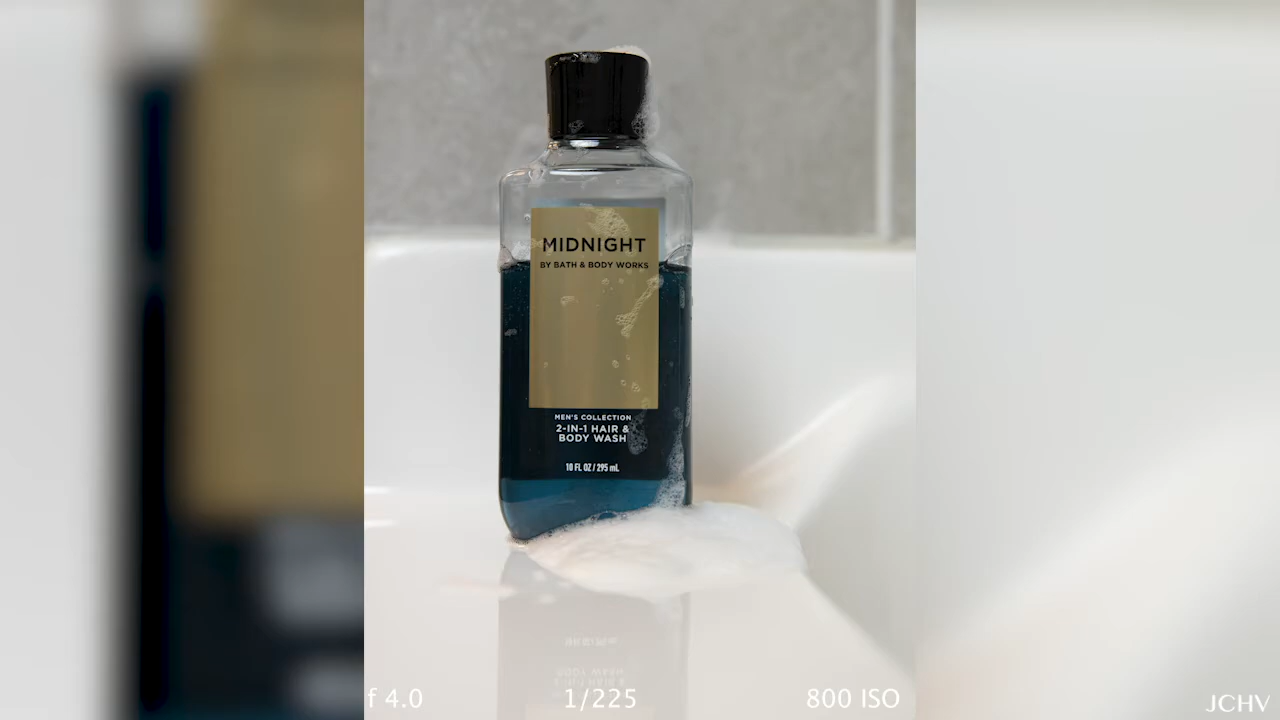 MIDNIGHT
BY BATH & BODY WORKS
MEN'S COLLECTION
2-IN-1 HAIR &
BODY WASH
10 FL OZ / 295 mL
f 4.0
1/225
800 ISO
JCHV